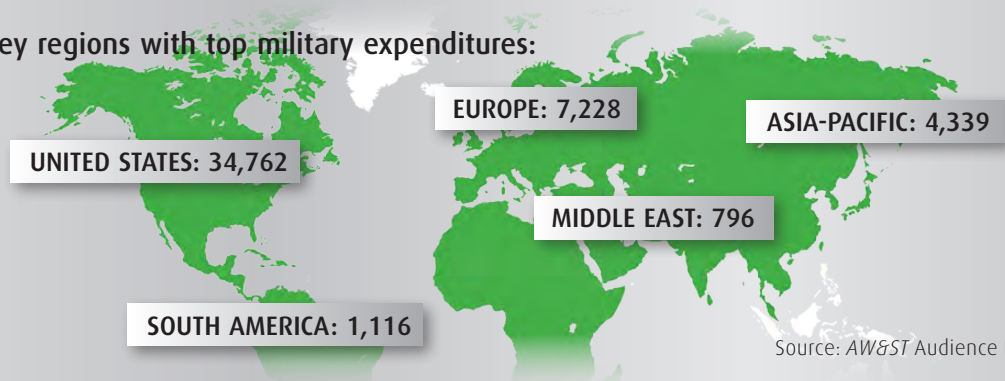 ey regions with top military expenditures:
EUROPE: 7,228
ASIA-PACIFIC: 4,339
UNITED STATES: 34,762
MIDDLE EAST: 796
SOUTH AMERICA: 1,116
Source: AW&ST Audience